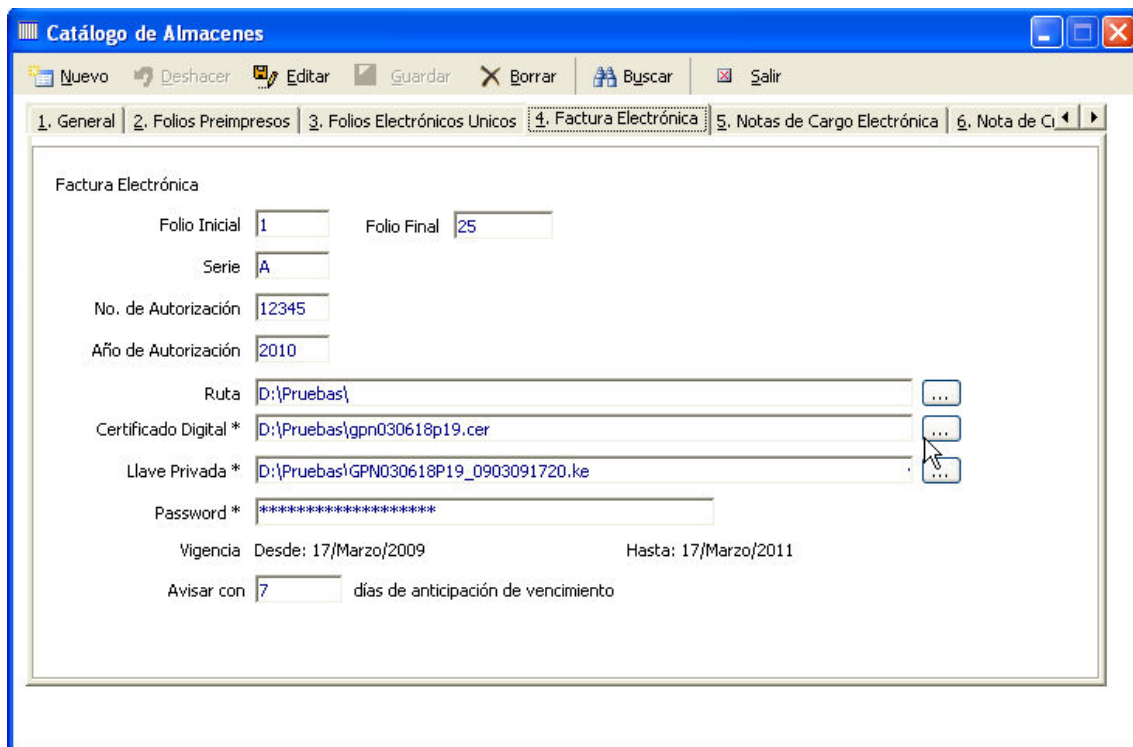 Catálogo de Almacenes
Nuevo Deshacer Editar Guardar Borrar Buscar Salir
1. General 2. Folios Preimpresos 3. Folios Electrónicos Unicos 4. Factura Electrónica 5. Notas de Cargo Electrónica 6. Nota de
Factura Electrónica
Folio Inicial 1 Folio Final 25
Serie A
No. de Autorización 12345
Año de Autorización 2010
Ruta D:\Pruebas\ ...
Certificado Digital * D:\Pruebas\gpn030618p19.cer ...
Llave Privada * D:\Pruebas\GPN030618P19_0903091720.ke ...
Password * *******************
Vigencia Desde: 17/Marzo/2009 Hasta: 17/Marzo/2011
Avisar con 7 días de anticipación de vencimiento